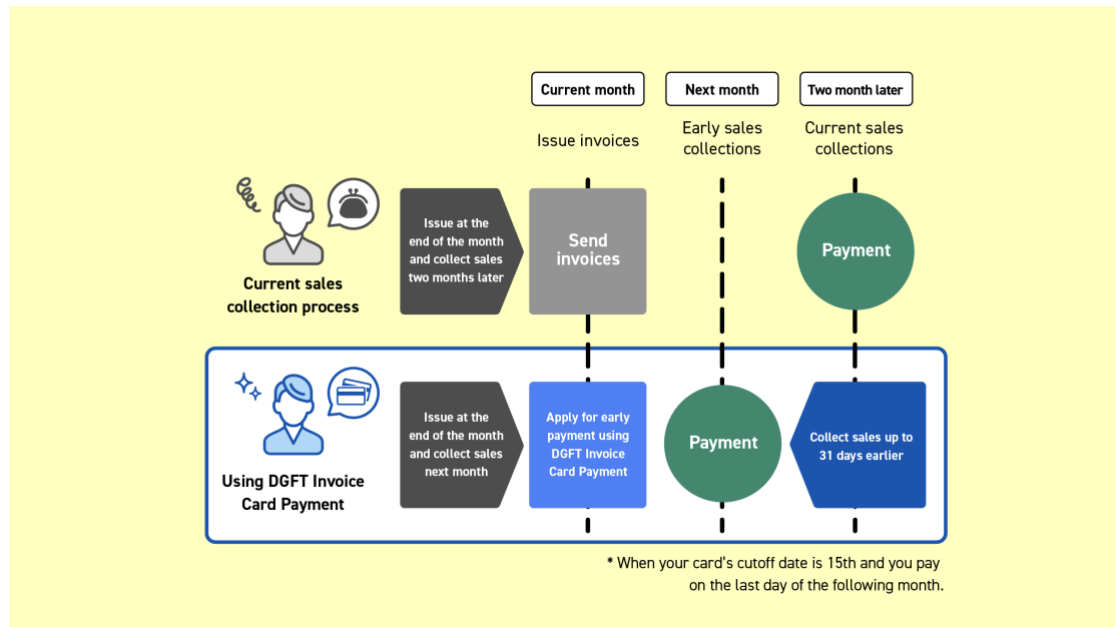 Current month
Next month
Two month later
Issue invoices
Early sales
collections
Current sales
collections
Current sales
collection process
Issue at the
end of the month
and collect sales
two months later
Send
invoices
Payment
Using DGFT Invoice
Card Payment
Issue at the
end of the month
and collect sales
next month
Apply for early
payment using
DGFT Invoice
Card Payment
Payment
Collect sales up to
31 days earlier
* When your card's cutoff date is 15th and you pay
on the last day of the following month.